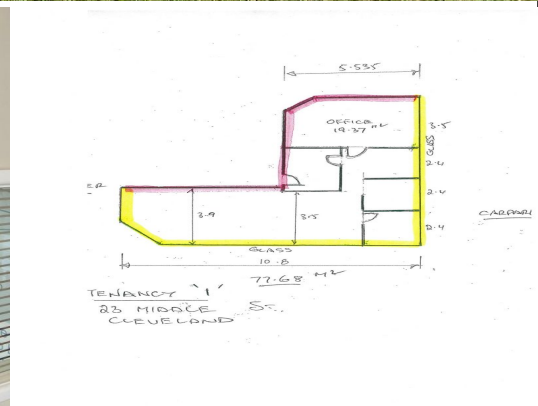 5.535
OFFICE
19.37 m²
3.5
GLASS
2.4
2.4
2.4
3.9
3.5
GLASS
10.8
77.68 M²
TENANCY '1'
23 MIDDLE St.
CLEVELAND